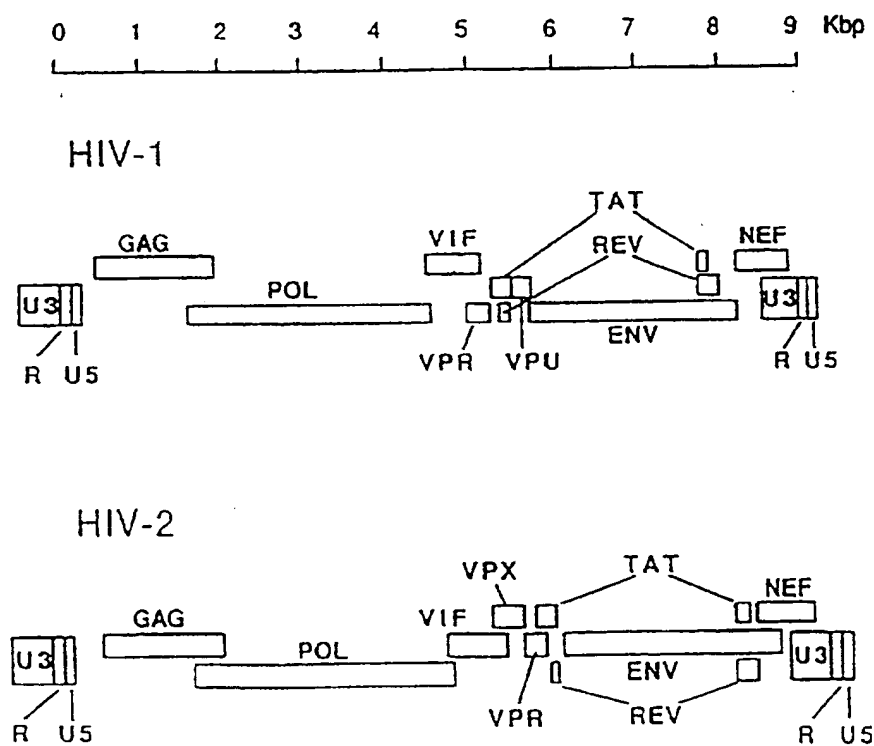 0 1 2 3 4 5 6 7 8 9 Kbp
HIV-1
TAT
GAG VIF REV NEF
U3 POL U3
ENV
R U5 VPR VPU R U5
HIV-2
VPX TAT NEF
GAG VIF
U3 POL ENV U3
R U5 VPR REV R U5